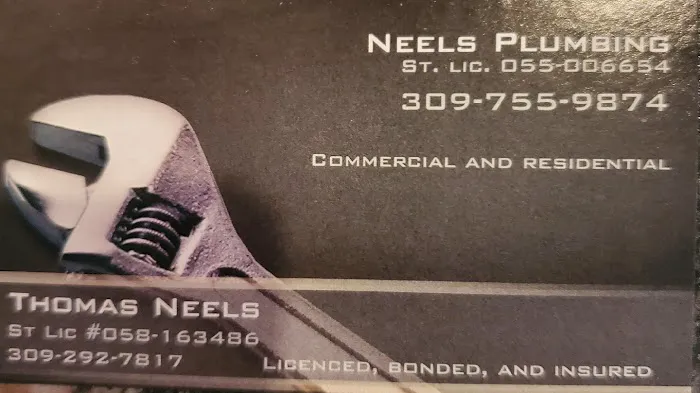 NEELS PLUMBING
ST. LIC. 055-006654
309-755-9874
COMMERCIAL AND RESIDENTIAL
THOMAS NEELS
ST LIC #058-163486
309-292-7817
LICENCED, BONDED, AND INSURED